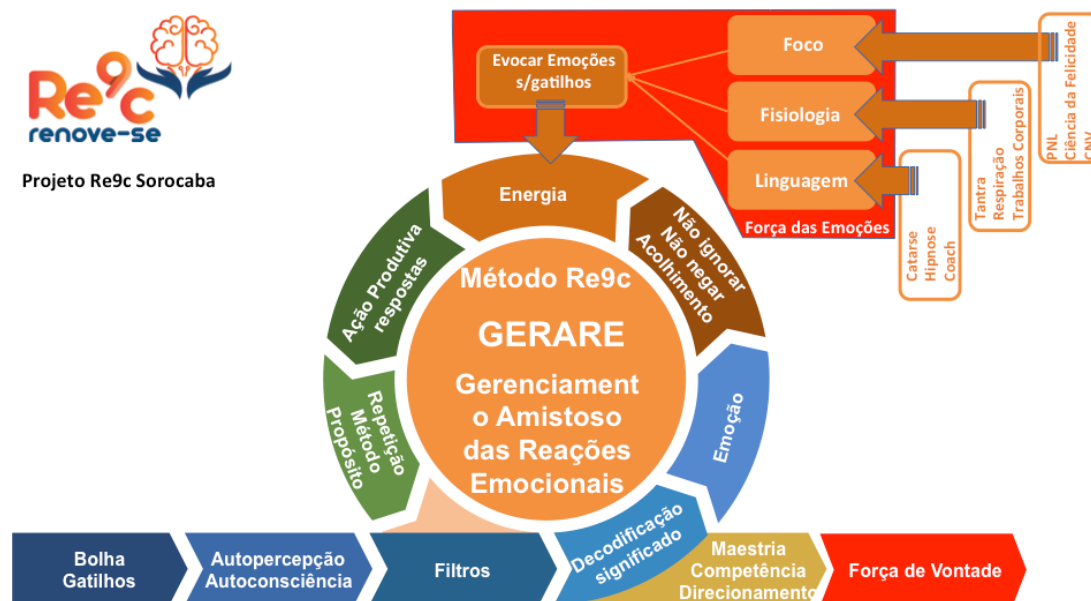 Re9c
renove-se
Projeto Re9c Sorocaba
Evocar Emoções
s/gatilhos
Foco
Fisiologia
Linguagem
Força das Emoções
PNL
Ciência da Felicidade
CNV
Tantra
Respiração
Trabalhos Corporais
Catarse
Hipnose
Coach
Energia
Não ignorar
Não negar
Acolhimento
Emoção
Decodificação
significado
Repetição
Método
Propósito
Ação Produtiva
respostas
Método Re9c
GERARE
Gerenciament
o Amistoso
das Reações
Emocionais
Bolha
Gatilhos
Autopercepção
Autoconsciência
Filtros
Maestria
Competência
Direcionamento
Força de Vontade